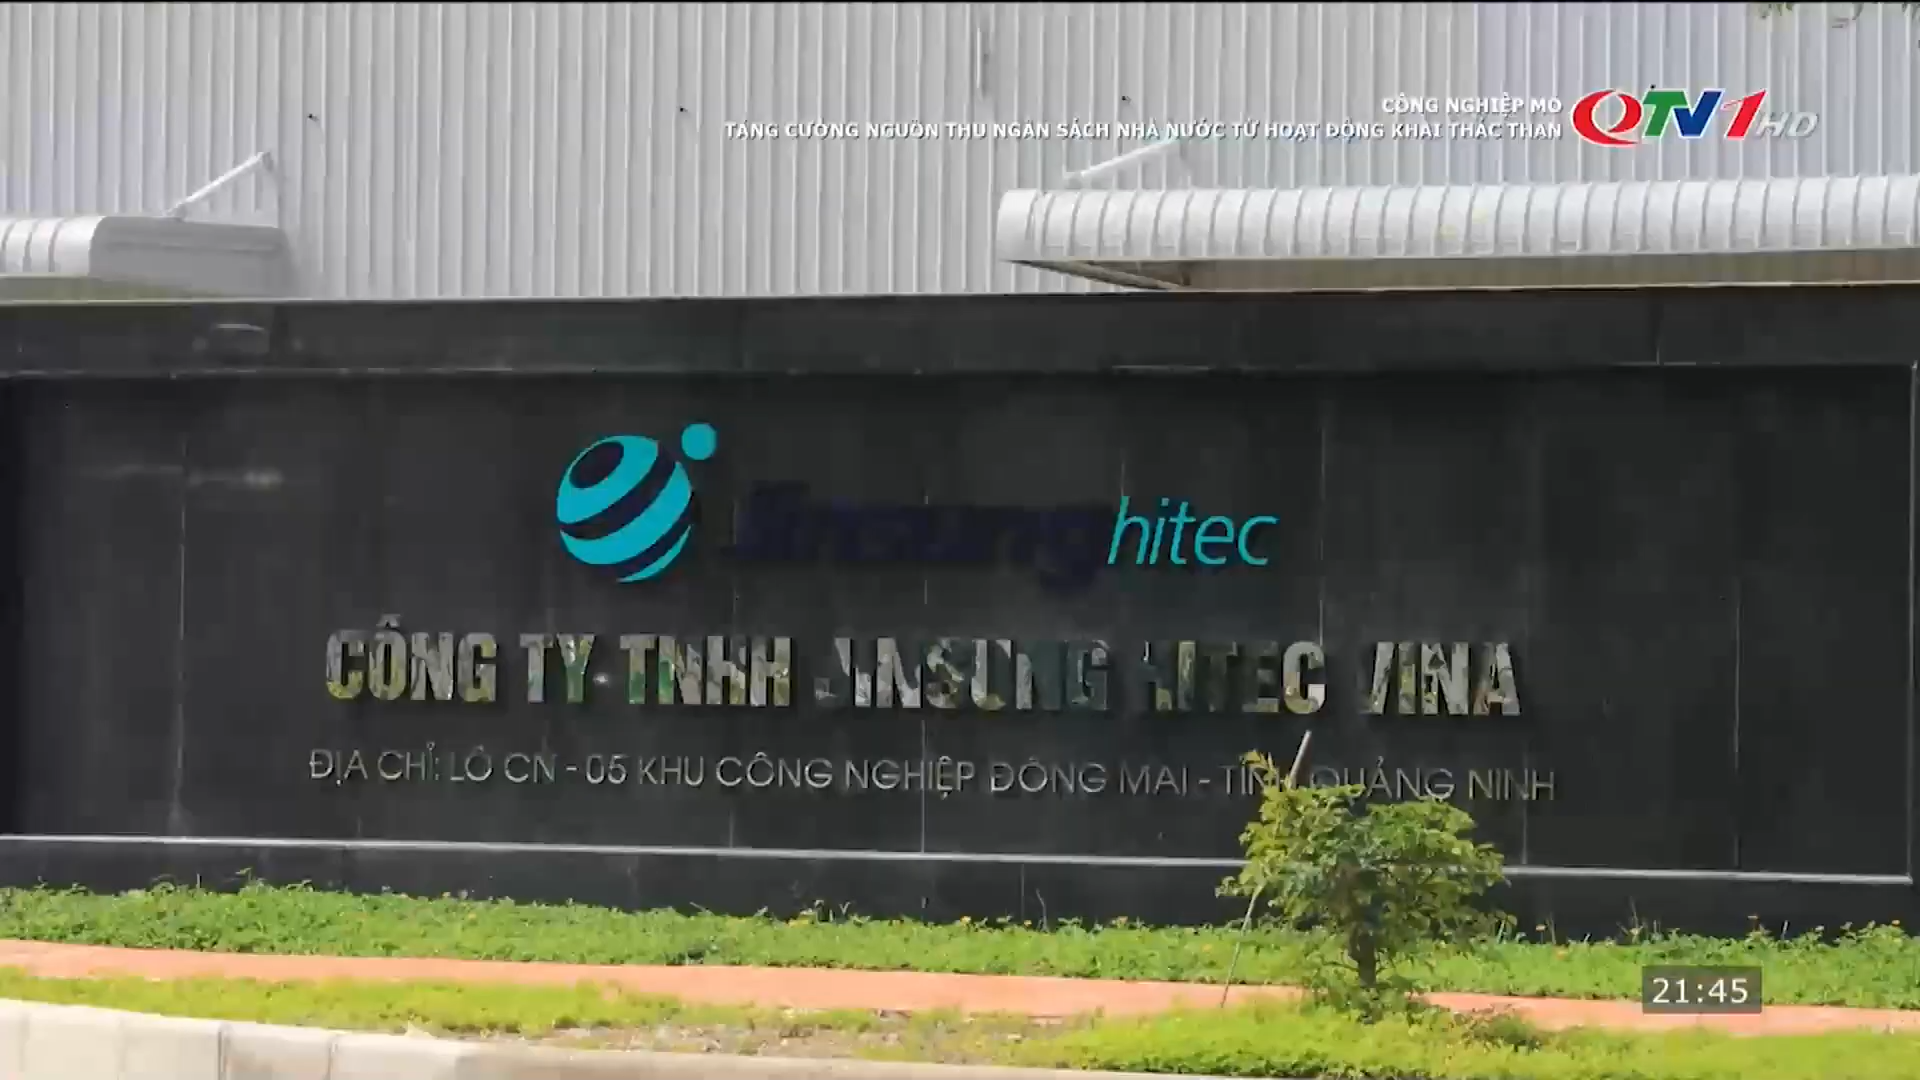 CÔNG NGHIỆP MỎ
TĂNG CƯỜNG NGUỒN THU NGÂN SÁCH NHÀ NƯỚC TỪ HOẠT ĐỘNG KHAI THÁC THAN
QTV1HD
Jinsung hitec
CÔNG TY TNHH JINSUNG HITEC VINA
ĐỊA CHỈ: LÔ CN - 05 KHU CÔNG NGHIỆP ĐÔNG MAI - TỈNH QUẢNG NINH
21:45